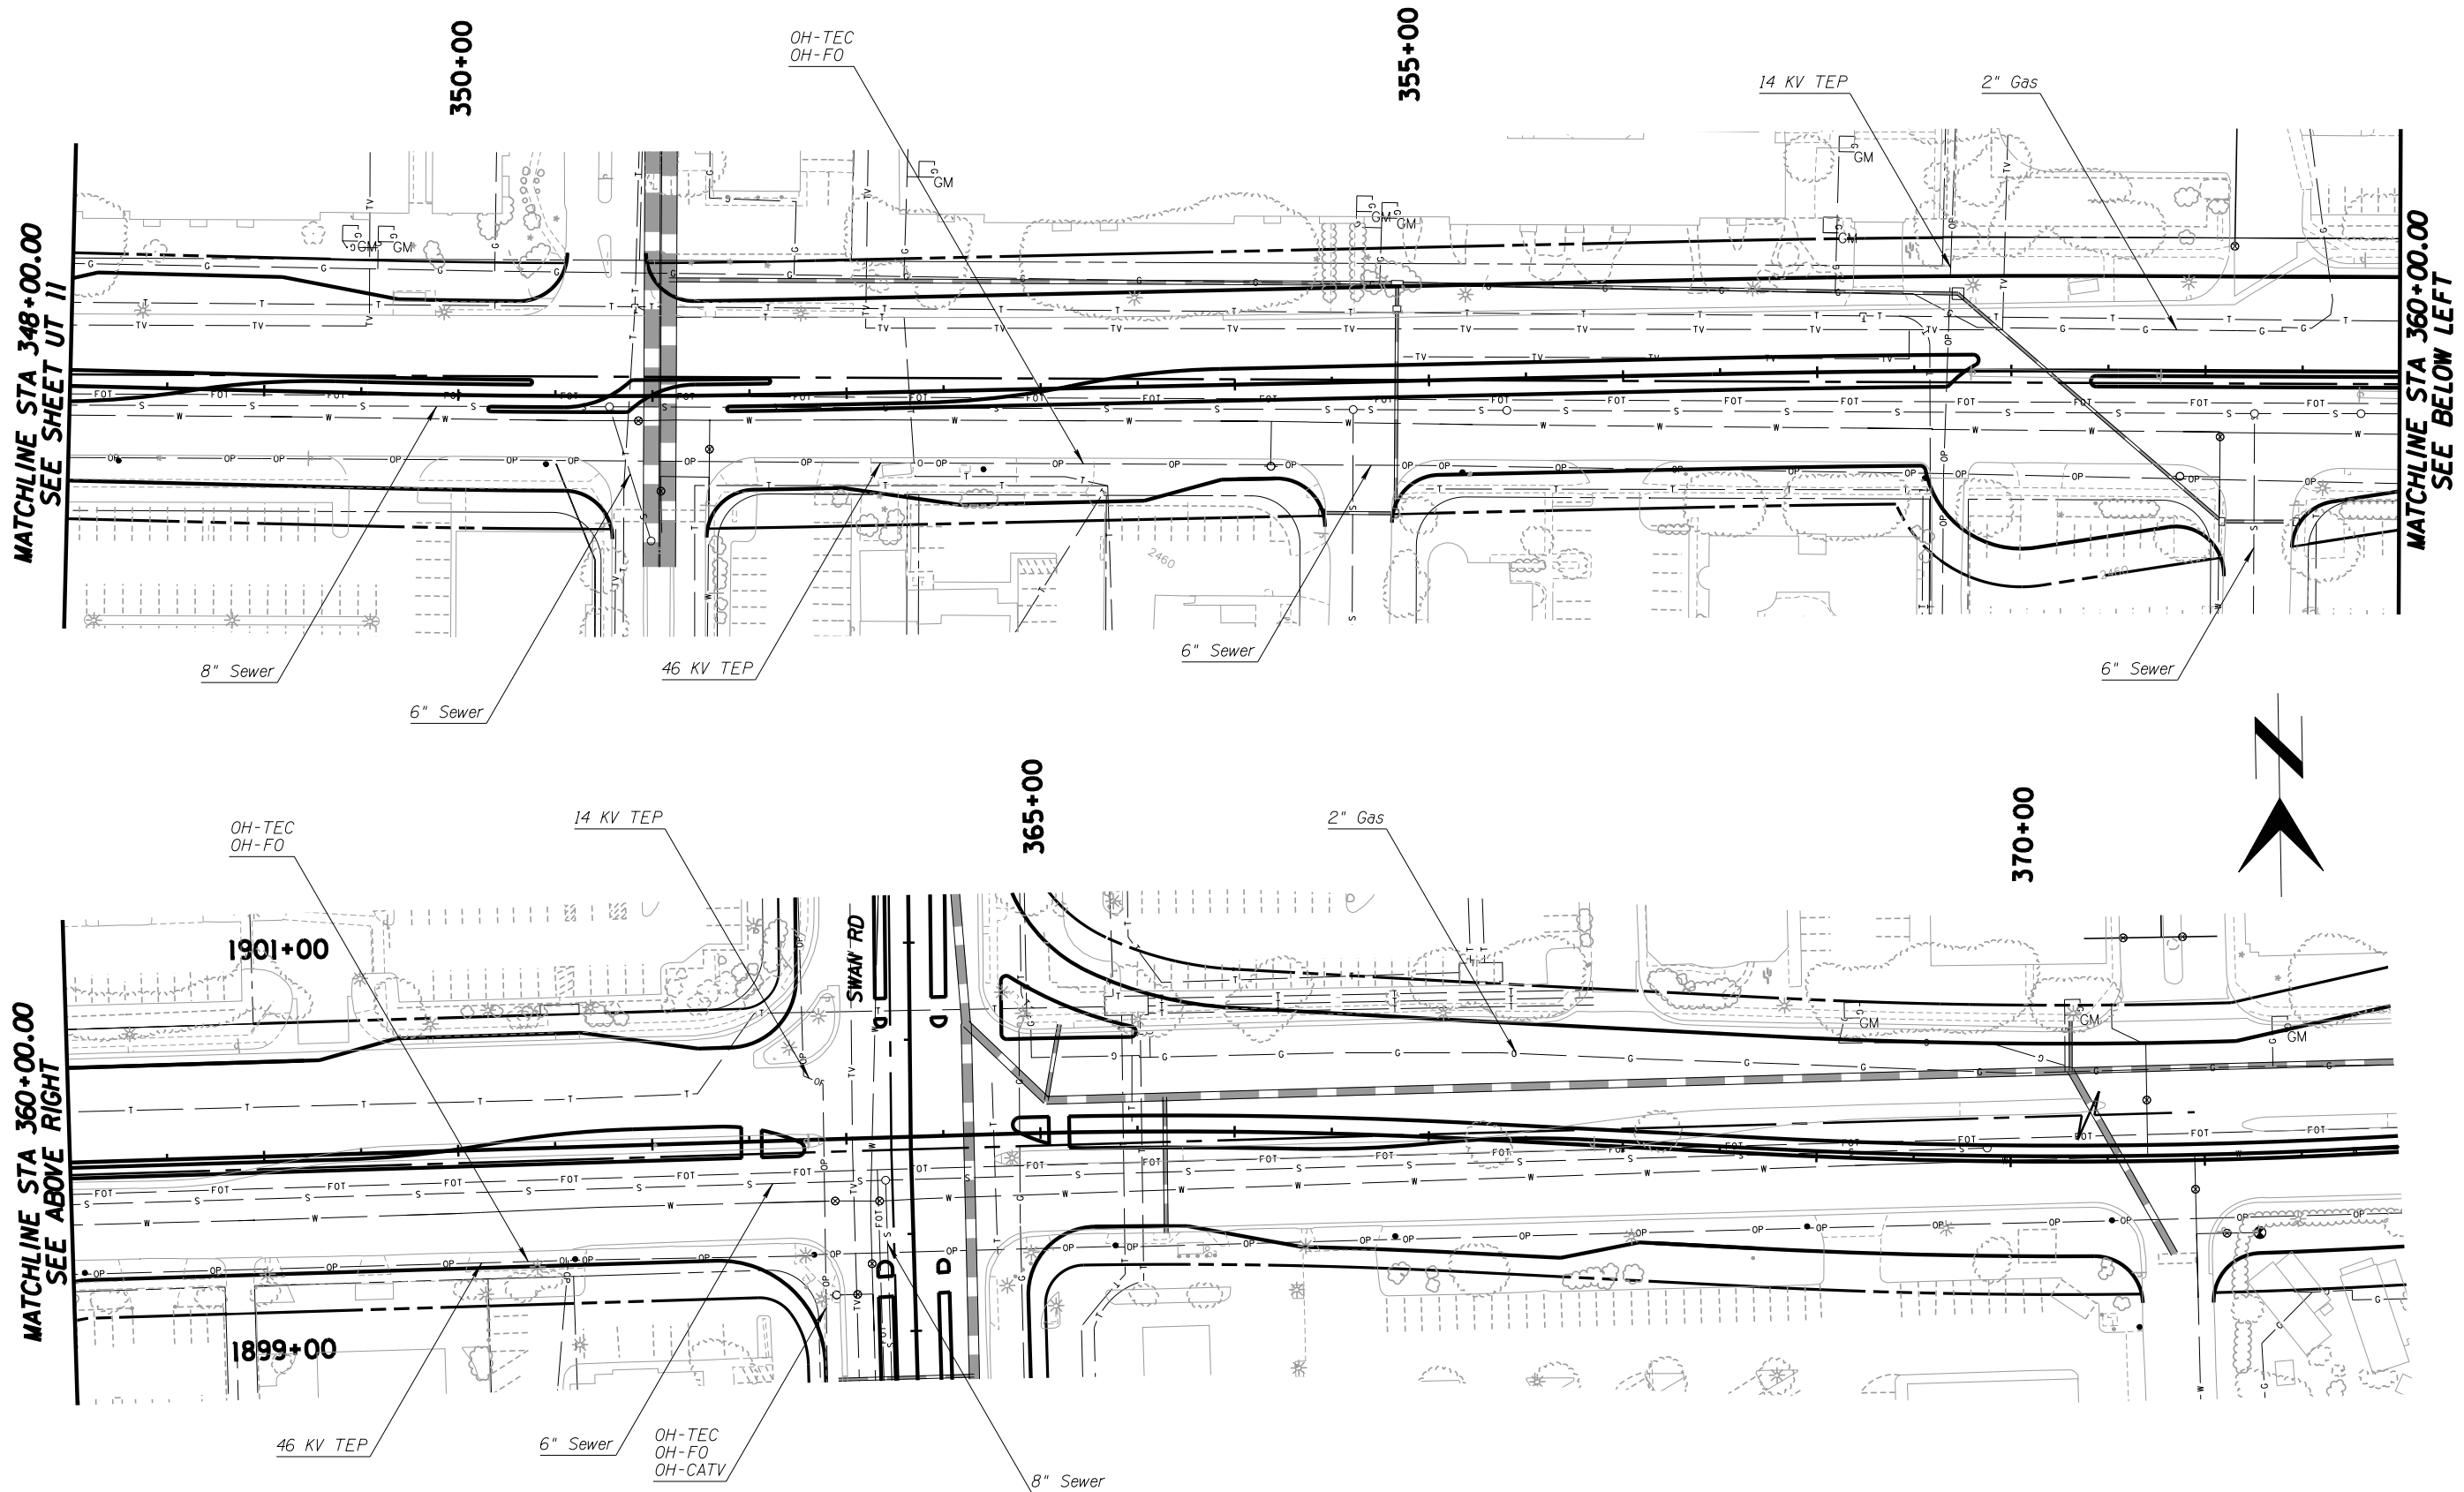 350+00
OH-TEC
OH-FO
355+00
14 KV TEP
2" Gas
GM
GM
GM
GM
GM
GM
GM
MATCHLINE STA 348+00.00
SEE SHEET UT 11
MATCHLINE STA 360+00.00
SEE BELOW LEFT
2460
2460
8" Sewer
6" Sewer
46 KV TEP
6" Sewer
6" Sewer
N
365+00
370+00
OH-TEC
OH-FO
14 KV TEP
2" Gas
1901+00
SWAN RD
GM
GM
GM
MATCHLINE STA 360+00.00
SEE ABOVE RIGHT
1899+00
46 KV TEP
6" Sewer
OH-TEC
OH-FO
OH-CATV
8" Sewer